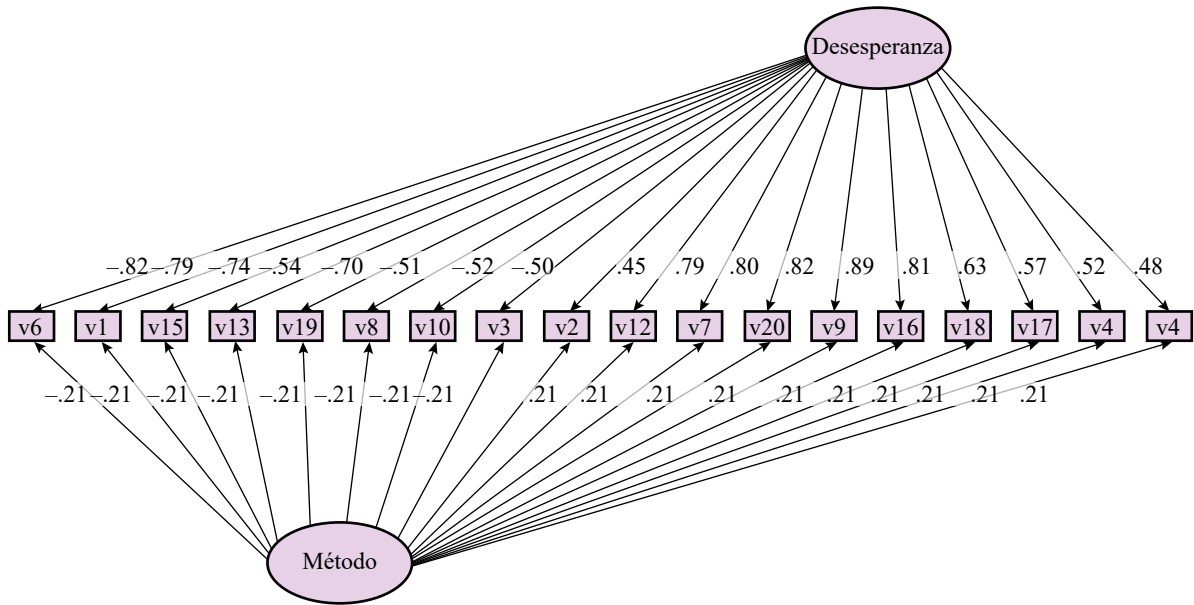 Desesperanza
–.82 –.79 –.74 –.54 –.70 –.51 –.52 –.50 .45 .79 .80 .82 .89 .81 .63 .57 .52 .48
v6 v1 v15 v13 v19 v8 v10 v3 v2 v12 v7 v20 v9 v16 v18 v17 v4 v4
–.21 –.21 –.21 –.21 –.21 –.21 –.21 –.21 .21 .21 .21 .21 .21 .21 .21 .21 .21 .21
Método